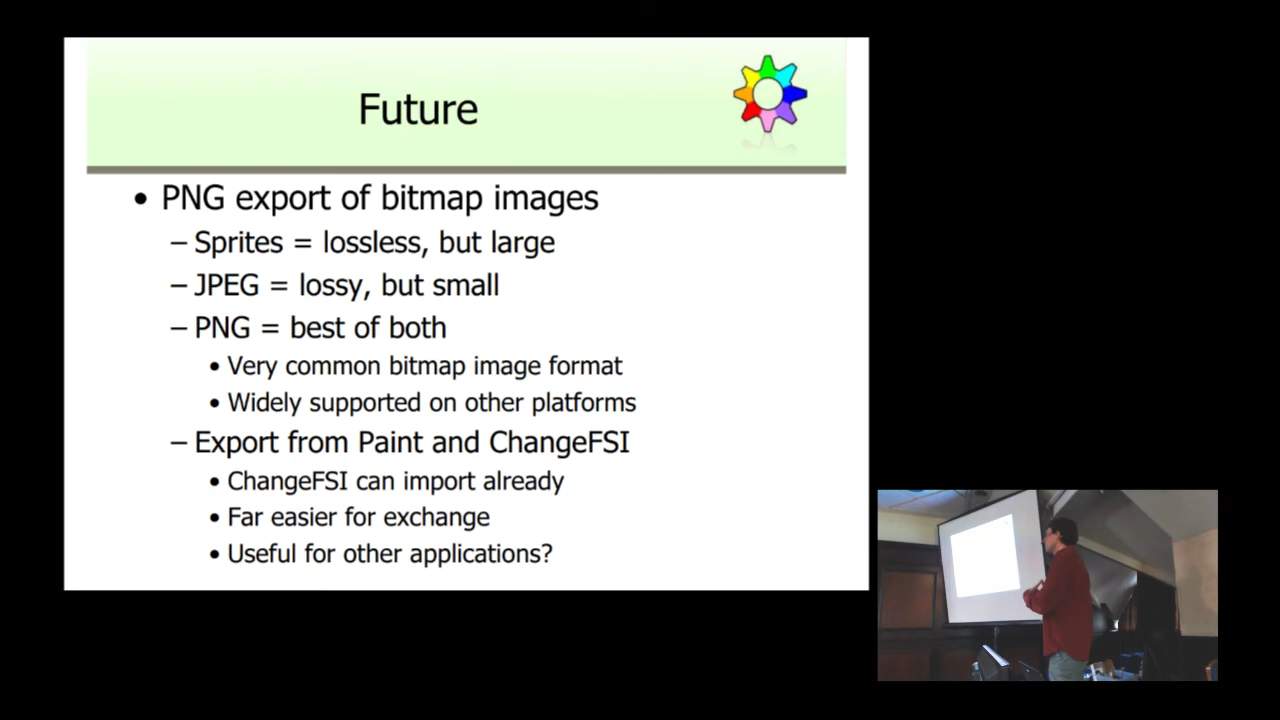 Future
• PNG export of bitmap images
– Sprites = lossless, but large
– JPEG = lossy, but small
– PNG = best of both
• Very common bitmap image format
• Widely supported on other platforms
– Export from Paint and ChangeFSI
• ChangeFSI can import already
• Far easier for exchange
• Useful for other applications?